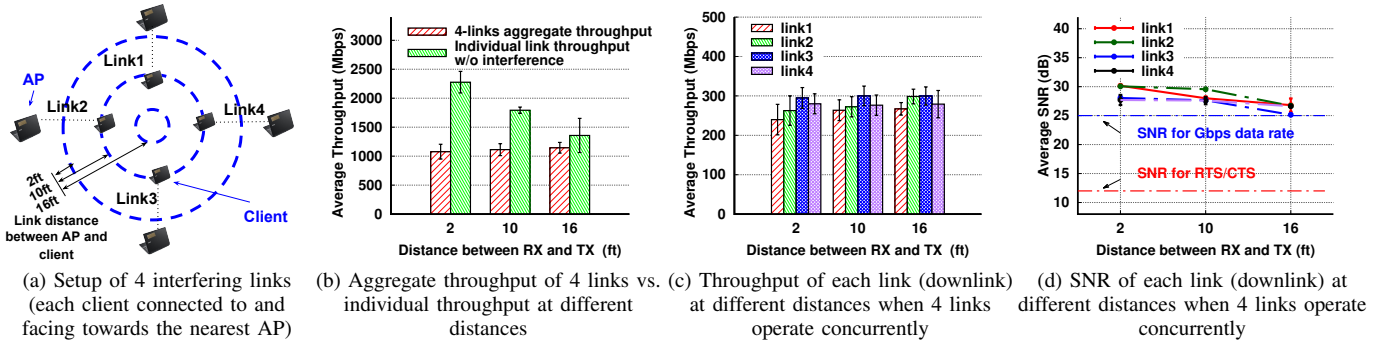 AP
Link1
Link2
Link4
Link3
Client
2ft
10ft
16ft
Link distance
between AP and
client
(a) Setup of 4 interfering links
(each client connected to and
facing towards the nearest AP)
Average Throughput (Mbps)
3000
2500
2000
1500
1000
500
0
4-links aggregate throughput
Individual link throughput
w/o interference
2 10 16
Distance between RX and TX (ft)
(b) Aggregate throughput of 4 links vs.
individual throughput at different
distances
Average Throughput (Mbps)
500
400
300
200
100
0
link1
link2
link3
link4
2 10 16
Distance between RX and TX (ft)
(c) Throughput of each link (downlink)
at different distances when 4 links
operate concurrently
Average SNR (dB)
45
40
35
30
25
20
15
10
link1
link2
link3
link4
SNR for Gbps data rate
SNR for RTS/CTS
2 10 16
Distance between RX and TX (ft)
(d) SNR of each link (downlink) at
different distances when 4 links operate
concurrently